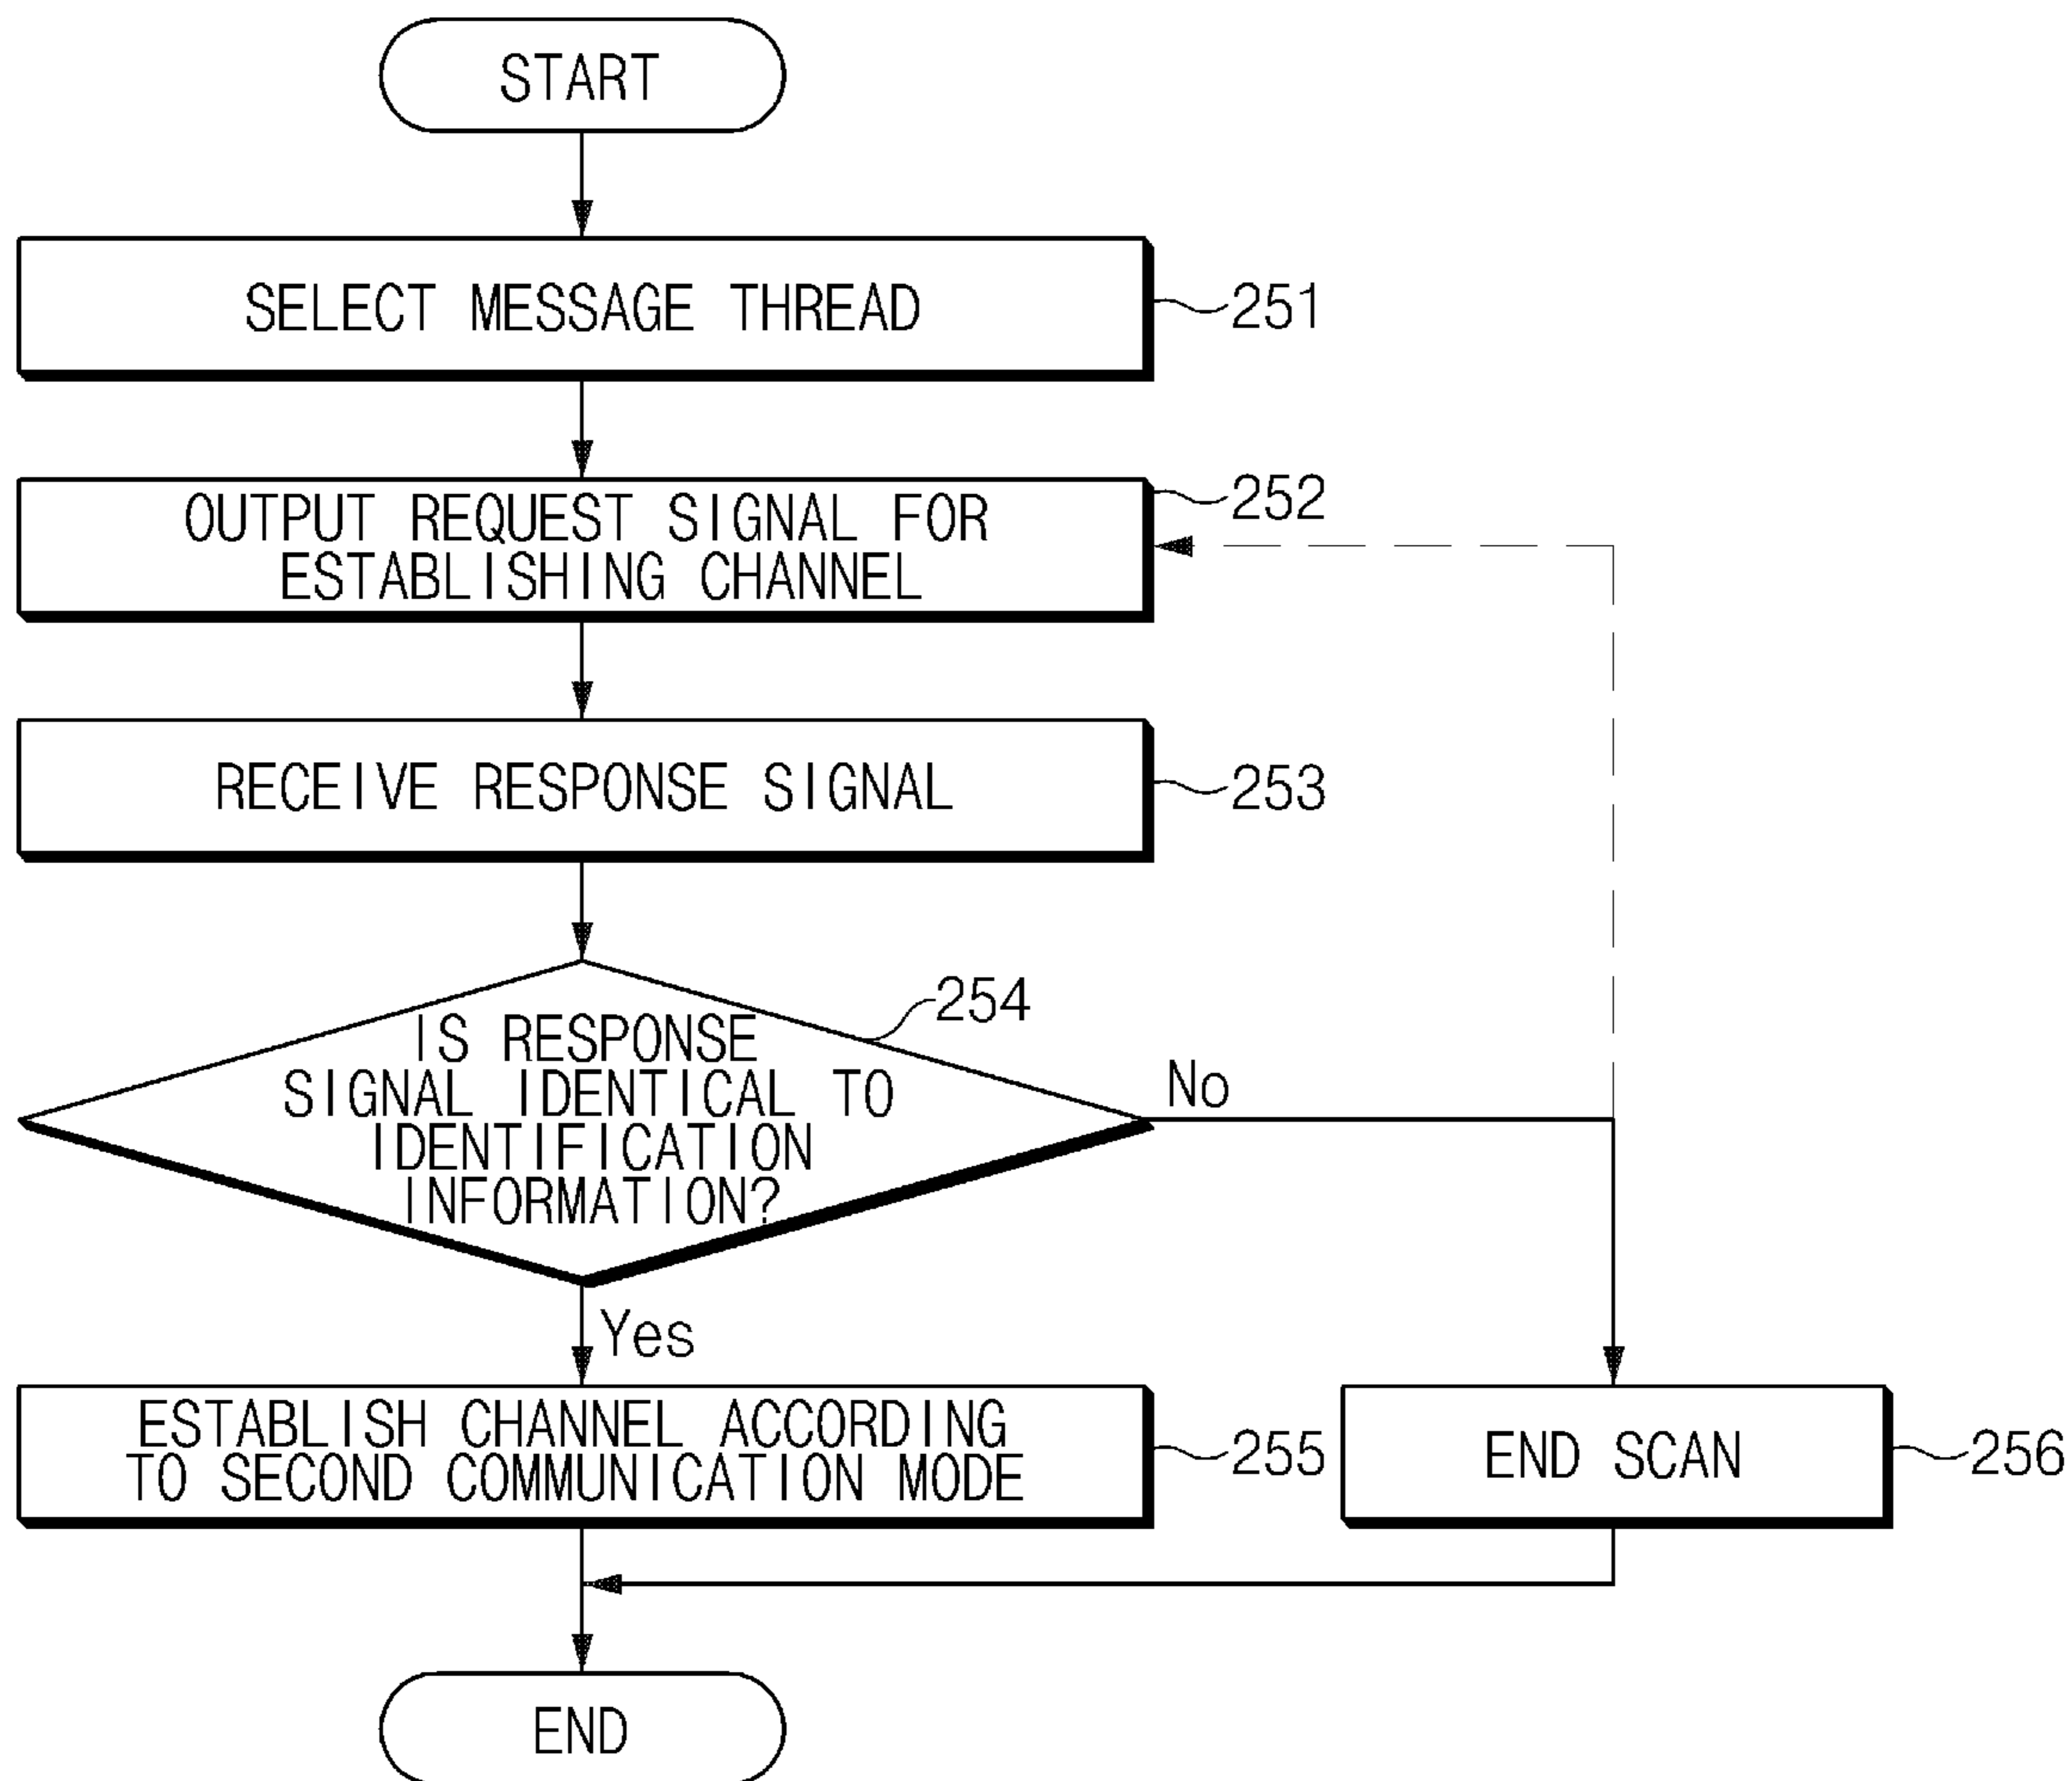 START
SELECT MESSAGE THREAD
251
OUTPUT REQUEST SIGNAL FOR
ESTABLISHING CHANNEL
252
RECEIVE RESPONSE SIGNAL
253
IS RESPONSE
SIGNAL IDENTICAL TO
IDENTIFICATION
INFORMATION?
254
No
Yes
ESTABLISH CHANNEL ACCORDING
TO SECOND COMMUNICATION MODE
255
END SCAN
256
END